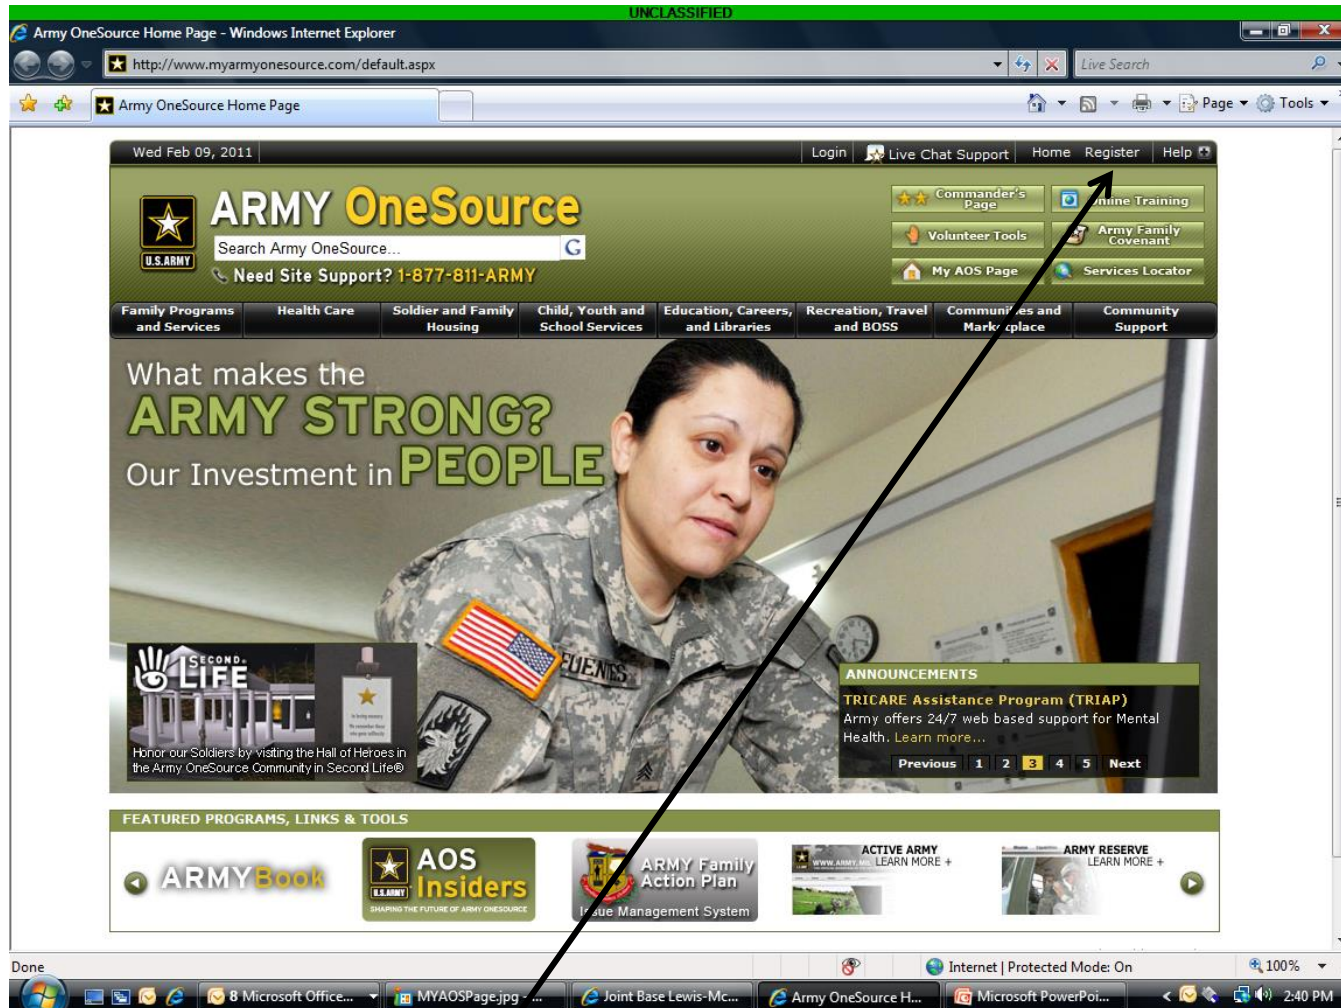 UNCLASSIFIED
Army OneSource Home Page - Windows Internet Explorer
http://www.myarmyonesource.com/default.aspx
Live Search
Army OneSource Home Page
Page
Tools
Wed Feb 09, 2011
Login
Live Chat Support
Home
Register
Help
ARMY OneSource
U.S.ARMY
Search Army OneSource...
G
Need Site Support? 1-877-811-ARMY
Commander's
Page
Online Training
Volunteer Tools
Army Family
Covenant
My AOS Page
Services Locator
Family Programs
and Services
Health Care
Soldier and Family
Housing
Child, Youth and
School Services
Education, Careers,
and Libraries
Recreation, Travel
and BOSS
Communities and
Marketplace
Community
Support
What makes the
ARMY STRONG?
Our Investment in PEOPLE
FUENTES
SECOND
LIFE
Honor our Soldiers by visiting the Hall of Heroes in
the Army OneSource Community in Second Life®
ANNOUNCEMENTS
TRICARE Assistance Program (TRIAP)
Army offers 24/7 web based support for Mental
Health. Learn more...
Previous 1 2 3 4 5 Next
FEATURED PROGRAMS, LINKS & TOOLS
ARMYBook
U.S.ARMY
AOS
Insiders
SHAPING THE FUTURE OF ARMY ONESOURCE
ARMY Family
Action Plan
Issue Management System
ACTIVE ARMY
LEARN MORE +
ARMY RESERVE
LEARN MORE +
Done
Internet | Protected Mode: On
100%
8 Microsoft Office...
MYAOSPage.jpg - ...
Joint Base Lewis-Mc...
Army OneSource H...
Microsoft PowerPoi...
2:40 PM